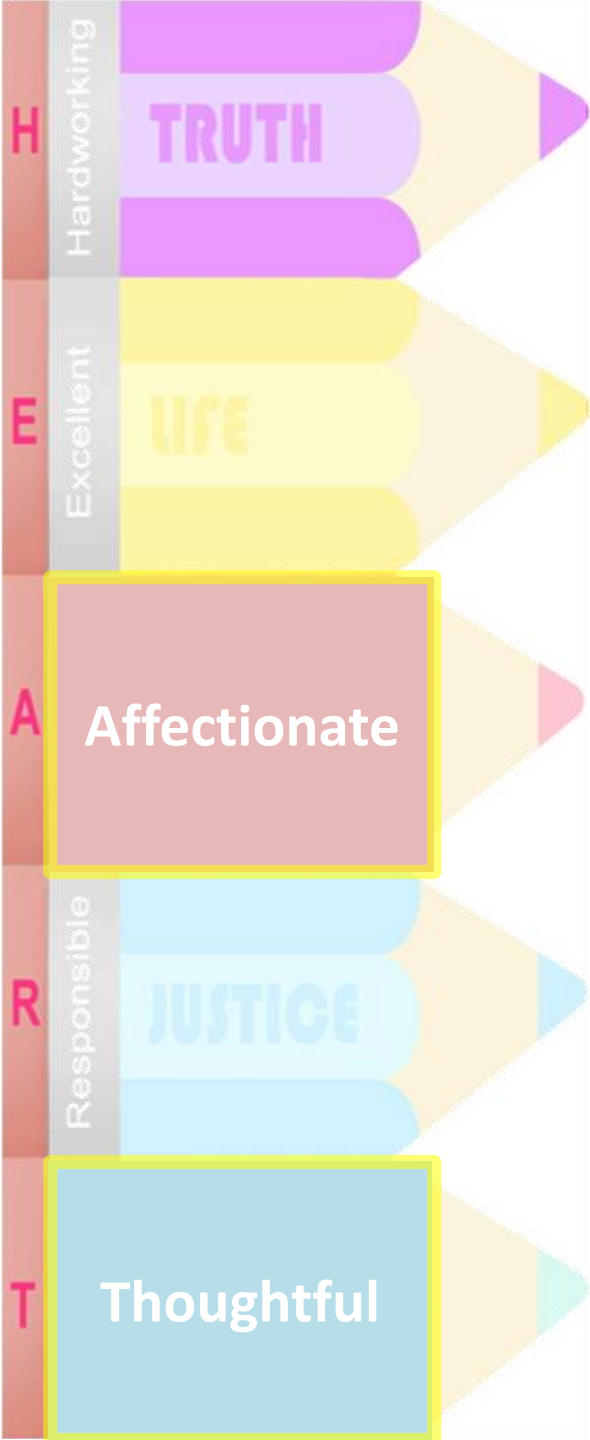 H Hardworking TRUTH
E Excellent LIFE
A Affectionate
R Responsible JUSTICE
T Thoughtful